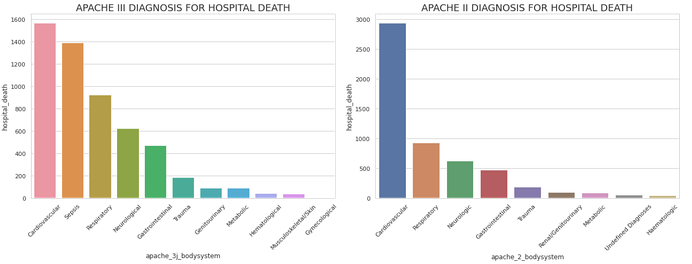 APACHE III DIAGNOSIS FOR HOSPITAL DEATH
hospital_death
1600
1400
1200
1000
800
600
400
200
0
Cardiovascular
Sepsis
Respiratory
Neurological
Gastrointestinal
Trauma
Genitourinary
Metabolic
Hematological
Musculoskeletal/Skin
Gynecological
apache_3j_bodysystem
APACHE II DIAGNOSIS FOR HOSPITAL DEATH
hospital_death
3000
2500
2000
1500
1000
500
0
Cardiovascular
Respiratory
Neurologic
Gastrointestinal
Trauma
Renal/Genitourinary
Metabolic
Undefined Diagnoses
Haematologic
apache_2_bodysystem